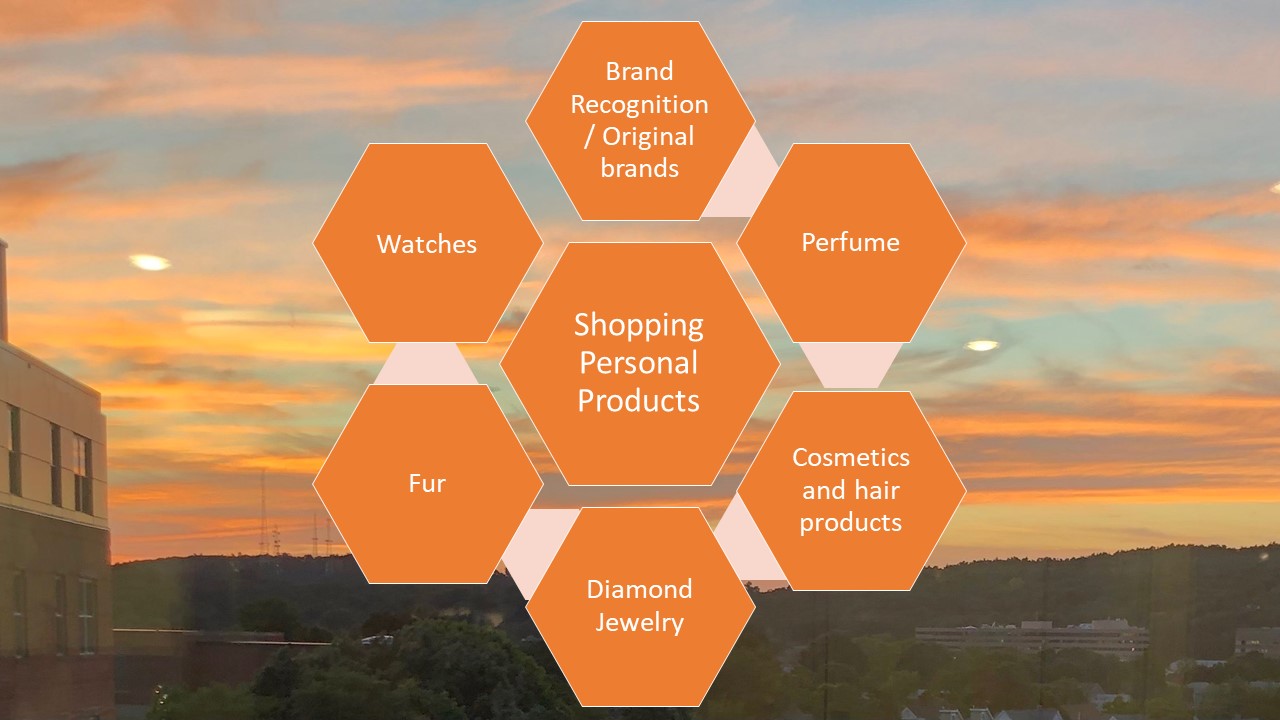 Brand
Recognition
/ Original
brands
Watches
Perfume
Shopping
Personal
Products
Fur
Cosmetics
and hair
products
Diamond
Jewelry